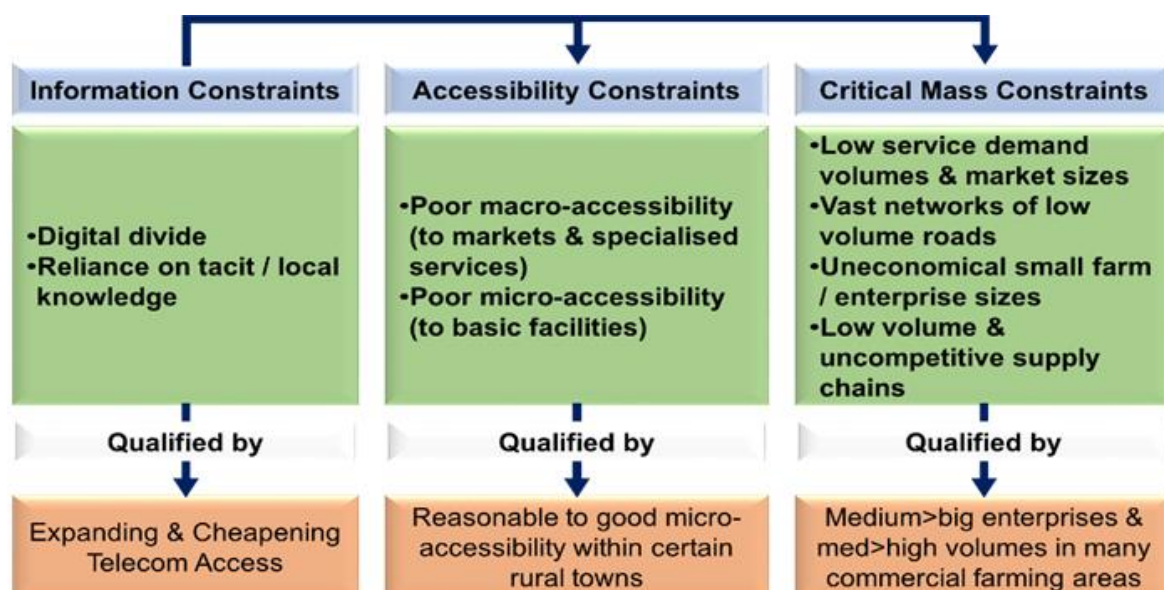 Information Constraints
•Digital divide
•Reliance on tacit / local
knowledge
Qualified by
Expanding & Cheapening
Telecom Access
Accessibility Constraints
•Poor macro-accessibility
(to markets & specialised
services)
•Poor micro-accessibility
(to basic facilities)
Qualified by
Reasonable to good micro-
accessibility within certain
rural towns
Critical Mass Constraints
•Low service demand
volumes & market sizes
•Vast networks of low
volume roads
•Uneconomical small farm
/ enterprise sizes
•Low volume &
uncompetitive supply
chains
Qualified by
Medium>big enterprises &
med>high volumes in many
commercial farming areas